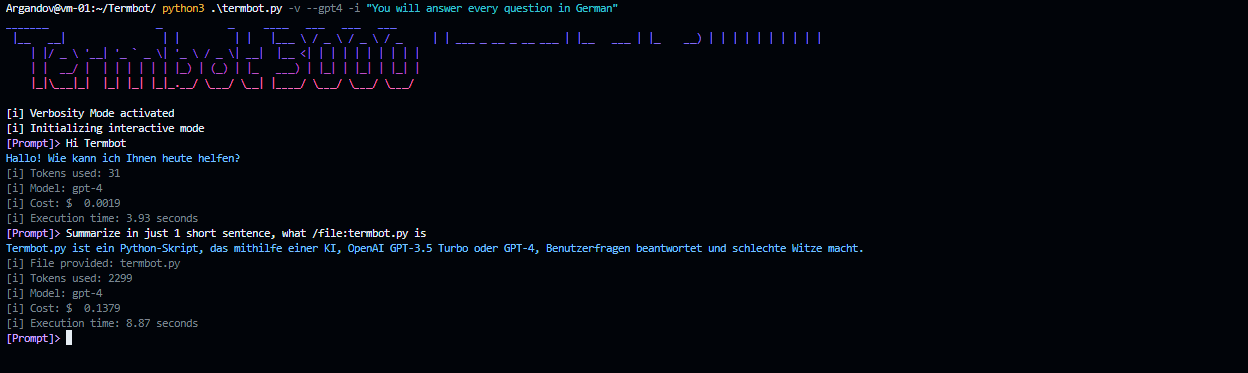 Argandov@vm-01:~/Termbot/ python3 .\termbot.py -v --gpt4 -i "You will answer every question in German"
Termbot 3000
[i] Verbosity Mode activated
[i] Initializing interactive mode
[Prompt]> Hi Termbot
Hallo! Wie kann ich Ihnen heute helfen?
[i] Tokens used: 31
[i] Model: gpt-4
[i] Cost: $  0.0019
[i] Execution time: 3.93 seconds
[Prompt]> Summarize in just 1 short sentence, what /file:termbot.py is
Termbot.py ist ein Python-Skript, das mithilfe einer KI, OpenAI GPT-3.5 Turbo oder GPT-4, Benutzerfragen beantwortet und schlechte Witze macht.
[i] File provided: termbot.py
[i] Tokens used: 2299
[i] Model: gpt-4
[i] Cost: $  0.1379
[i] Execution time: 8.87 seconds
[Prompt]>